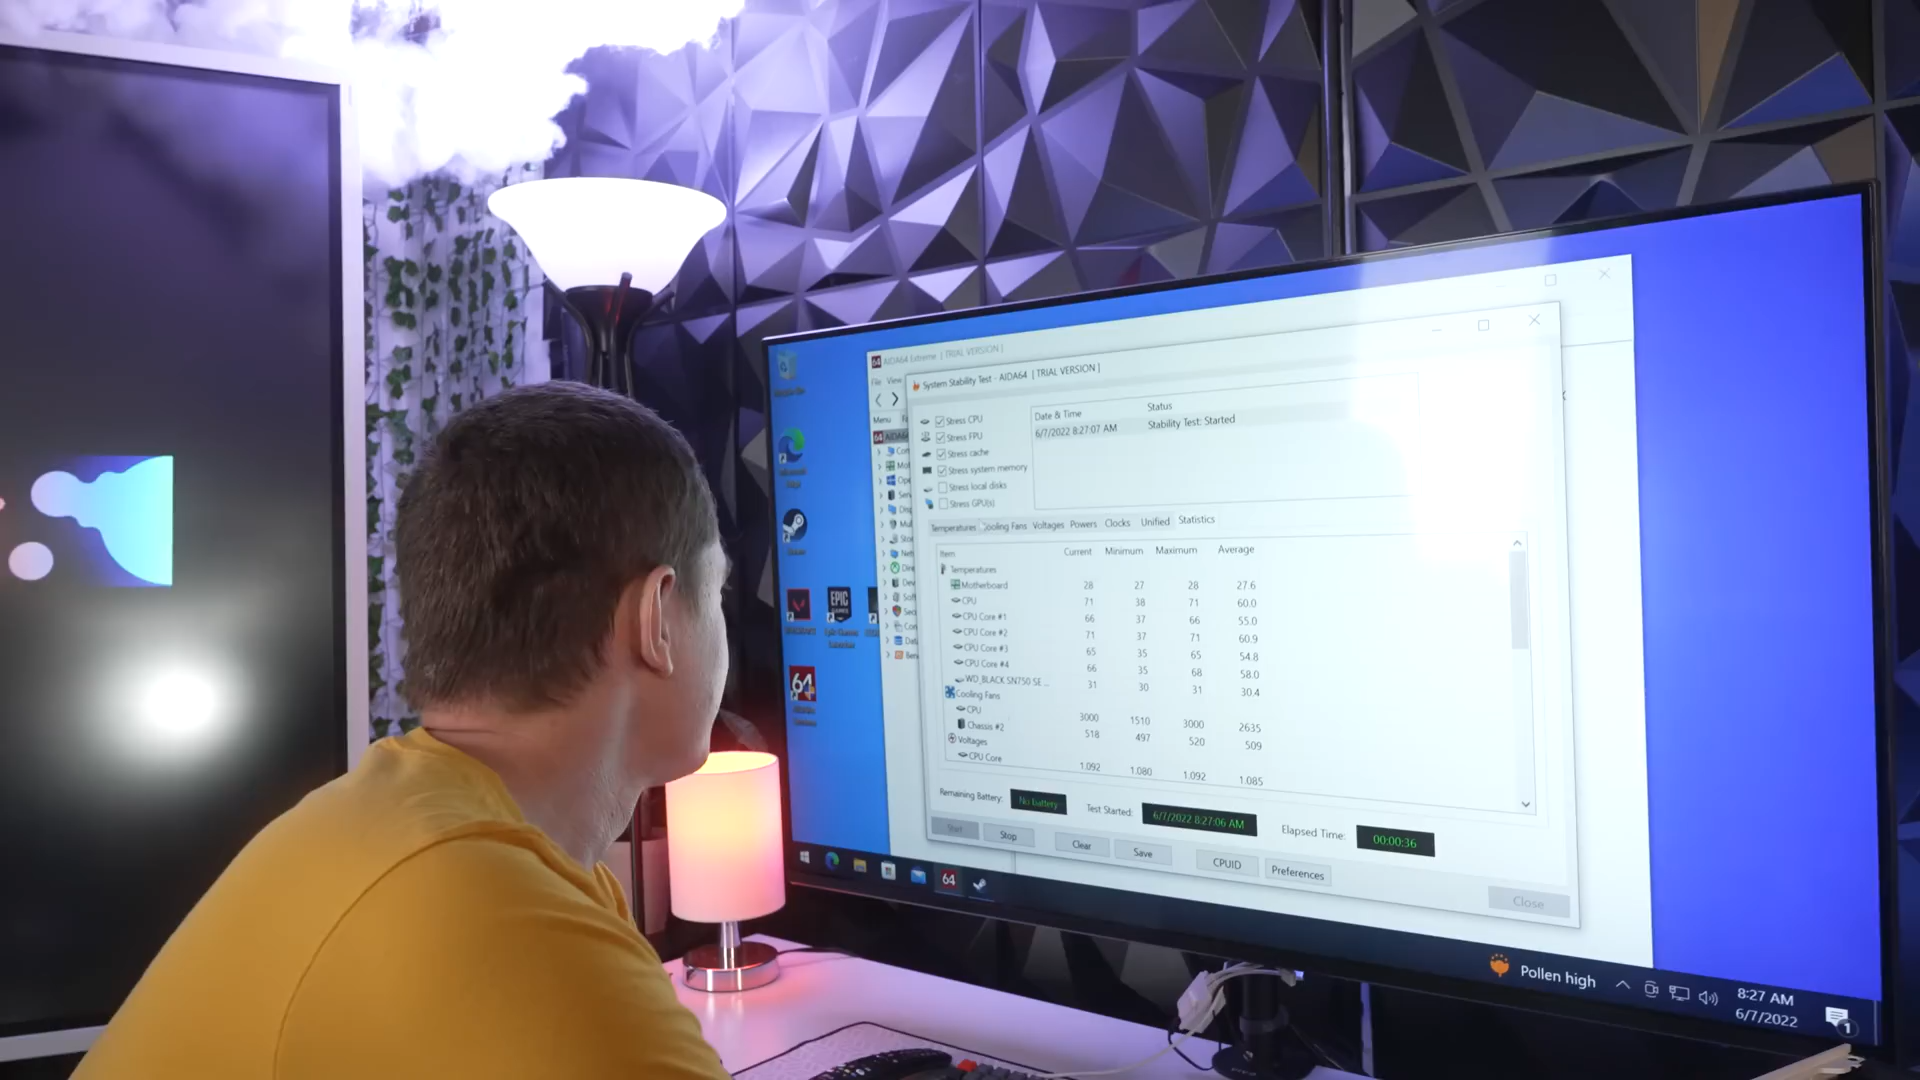 AIDA64 Extreme [ TRIAL VERSION ]
File View
System Stability Test - AIDA64 [ TRIAL VERSION ]
Menu
Stress CPU
Stress FPU
Stress cache
Stress system memory
Stress local disks
Stress GPU(s)
Date & Time Status
6/7/2022 8:27:07 AM Stability Test: Started
Temperatures Cooling Fans Voltages Powers Clocks Unified Statistics
Item Current Minimum Maximum Average
Temperatures
Motherboard 28 27 28 27.6
CPU 71 38 71 60.0
CPU Core #1 66 37 66 55.0
CPU Core #2 71 37 71 60.9
CPU Core #3 65 35 65 54.8
CPU Core #4 66 35 68 58.0
WD_BLACK SN750 SE ... 31 30 31 30.4
Cooling Fans
CPU 3000 1510 3000 2635
Chassis #2 518 497 520 509
Voltages
CPU Core 1.092 1.080 1.092 1.085
Remaining Battery: No battery Test Started: 6/7/2022 8:27:06 AM Elapsed Time: 00:00:36
Start Stop Clear Save CPUID Preferences
Close
EPIC
GAMES
64
64
Pollen high
8:27 AM
6/7/2022
1